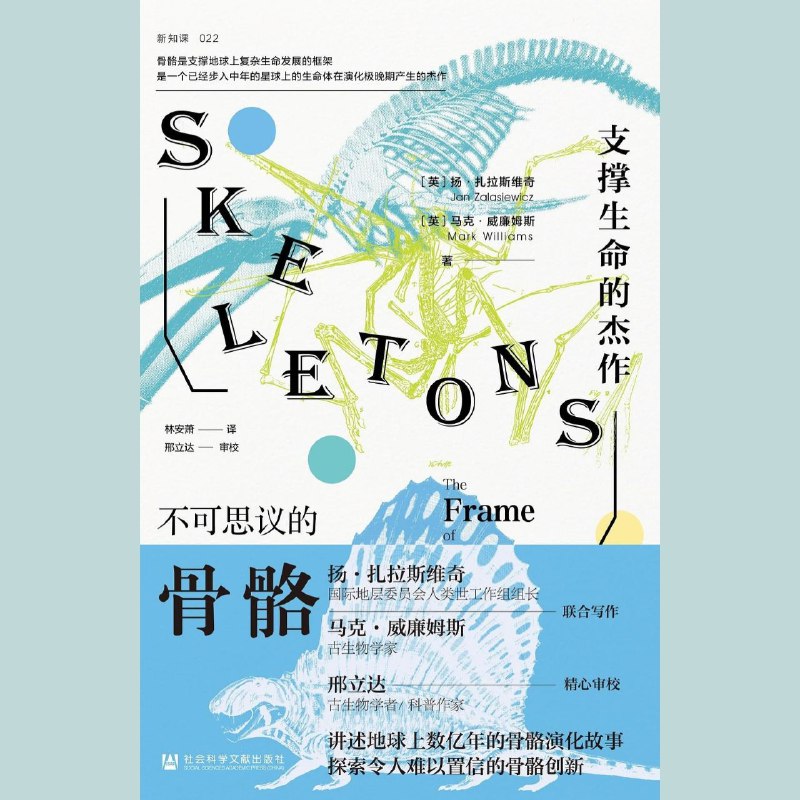 新知课 022
骨骼是支撑地球上复杂生命发展的框架
是一个已经步入中年的星球上的生命体在演化极晚期产生的杰作
SKELETONS
支撑生命的杰作
[英] 扬·扎拉斯维奇
Jan Zalasiewicz
[英] 马克·威廉姆斯
Mark Williams
著
林安萧 —— 译
邢立达 —— 审校
The
Frame
of
不可思议的
骨骼
扬·扎拉斯维奇
国际地层委员会人类世工作组组长
联合写作
马克·威廉姆斯
古生物学家
邢立达
精心审校
古生物学者/ 科普作家
讲述地球上数亿年的骨骼演化故事
探索令人难以置信的骨骼创新
社会科学文献出版社
SOCIAL SCIENCES ACADEMIC PRESS (CHINA)